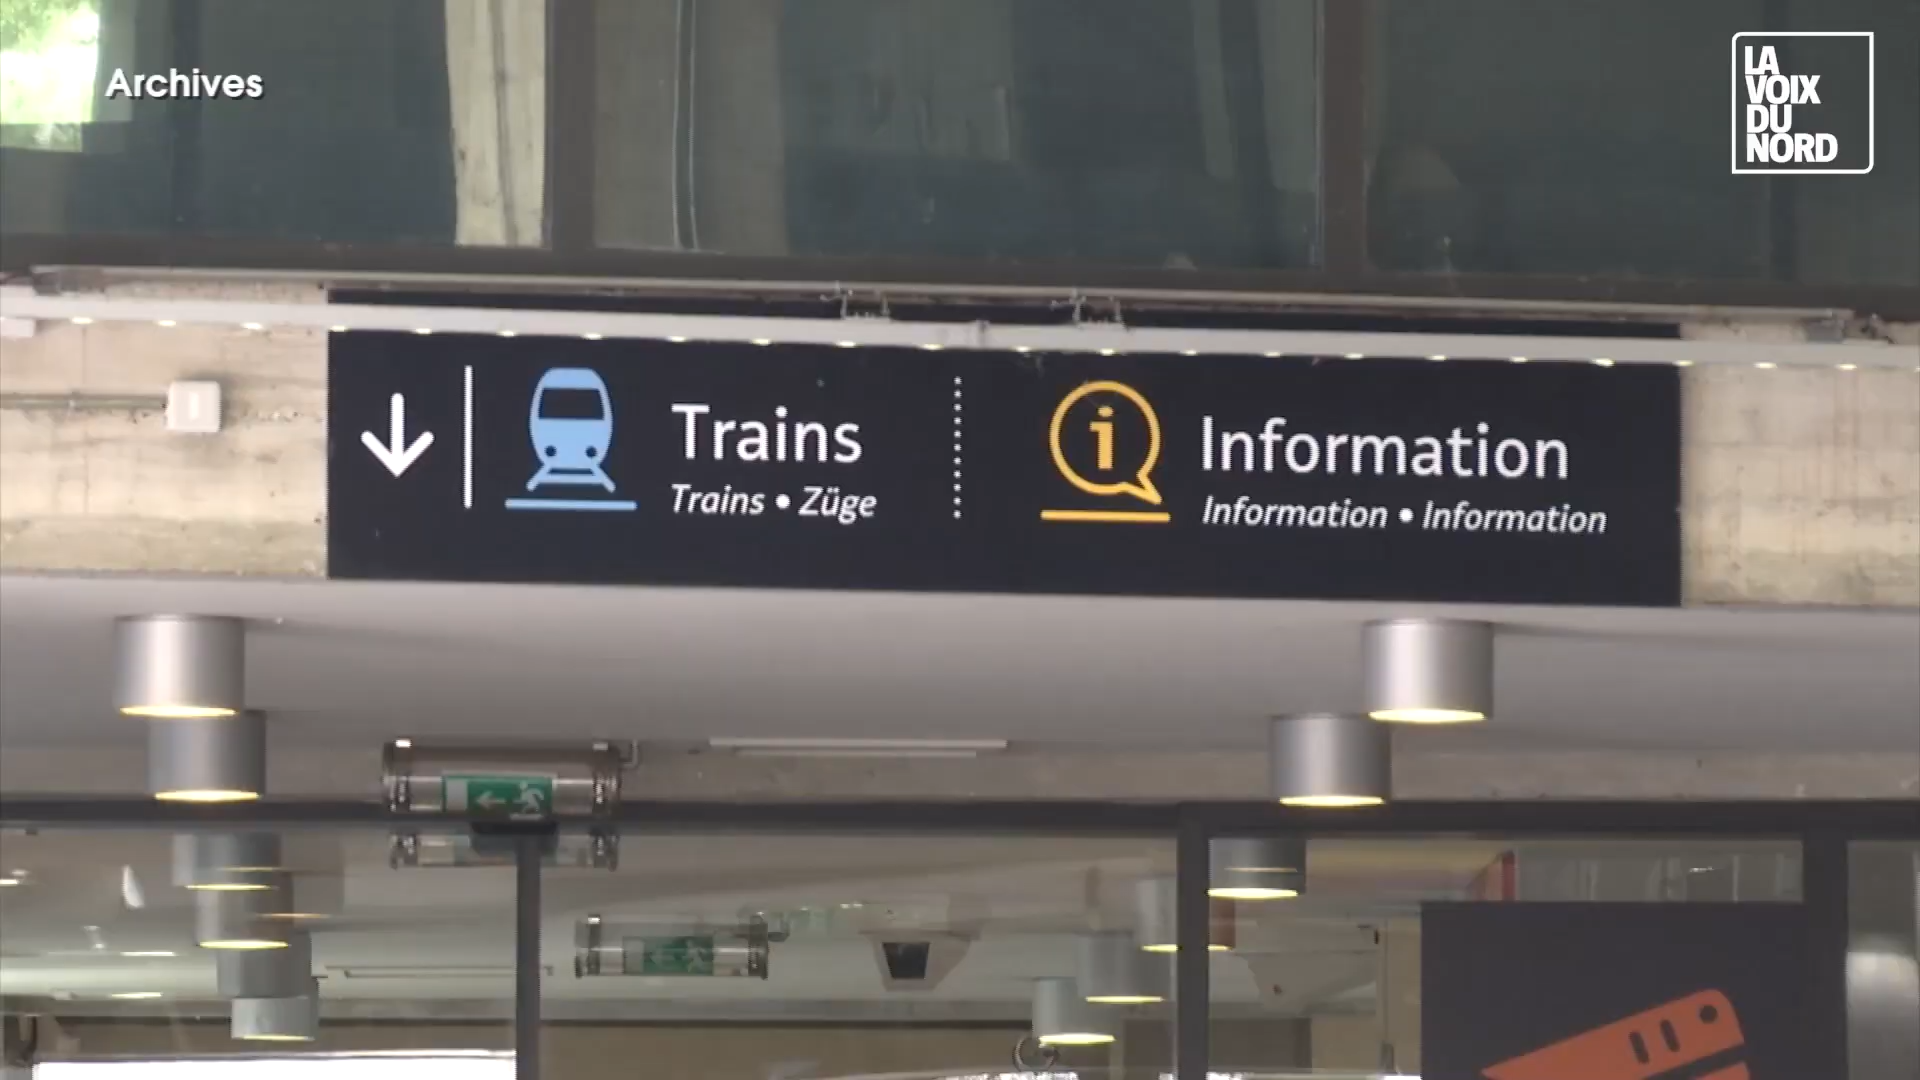 Archives
LA
VOIX
DU
NORD
Trains
Trains • Züge
i
Information
Information • Information